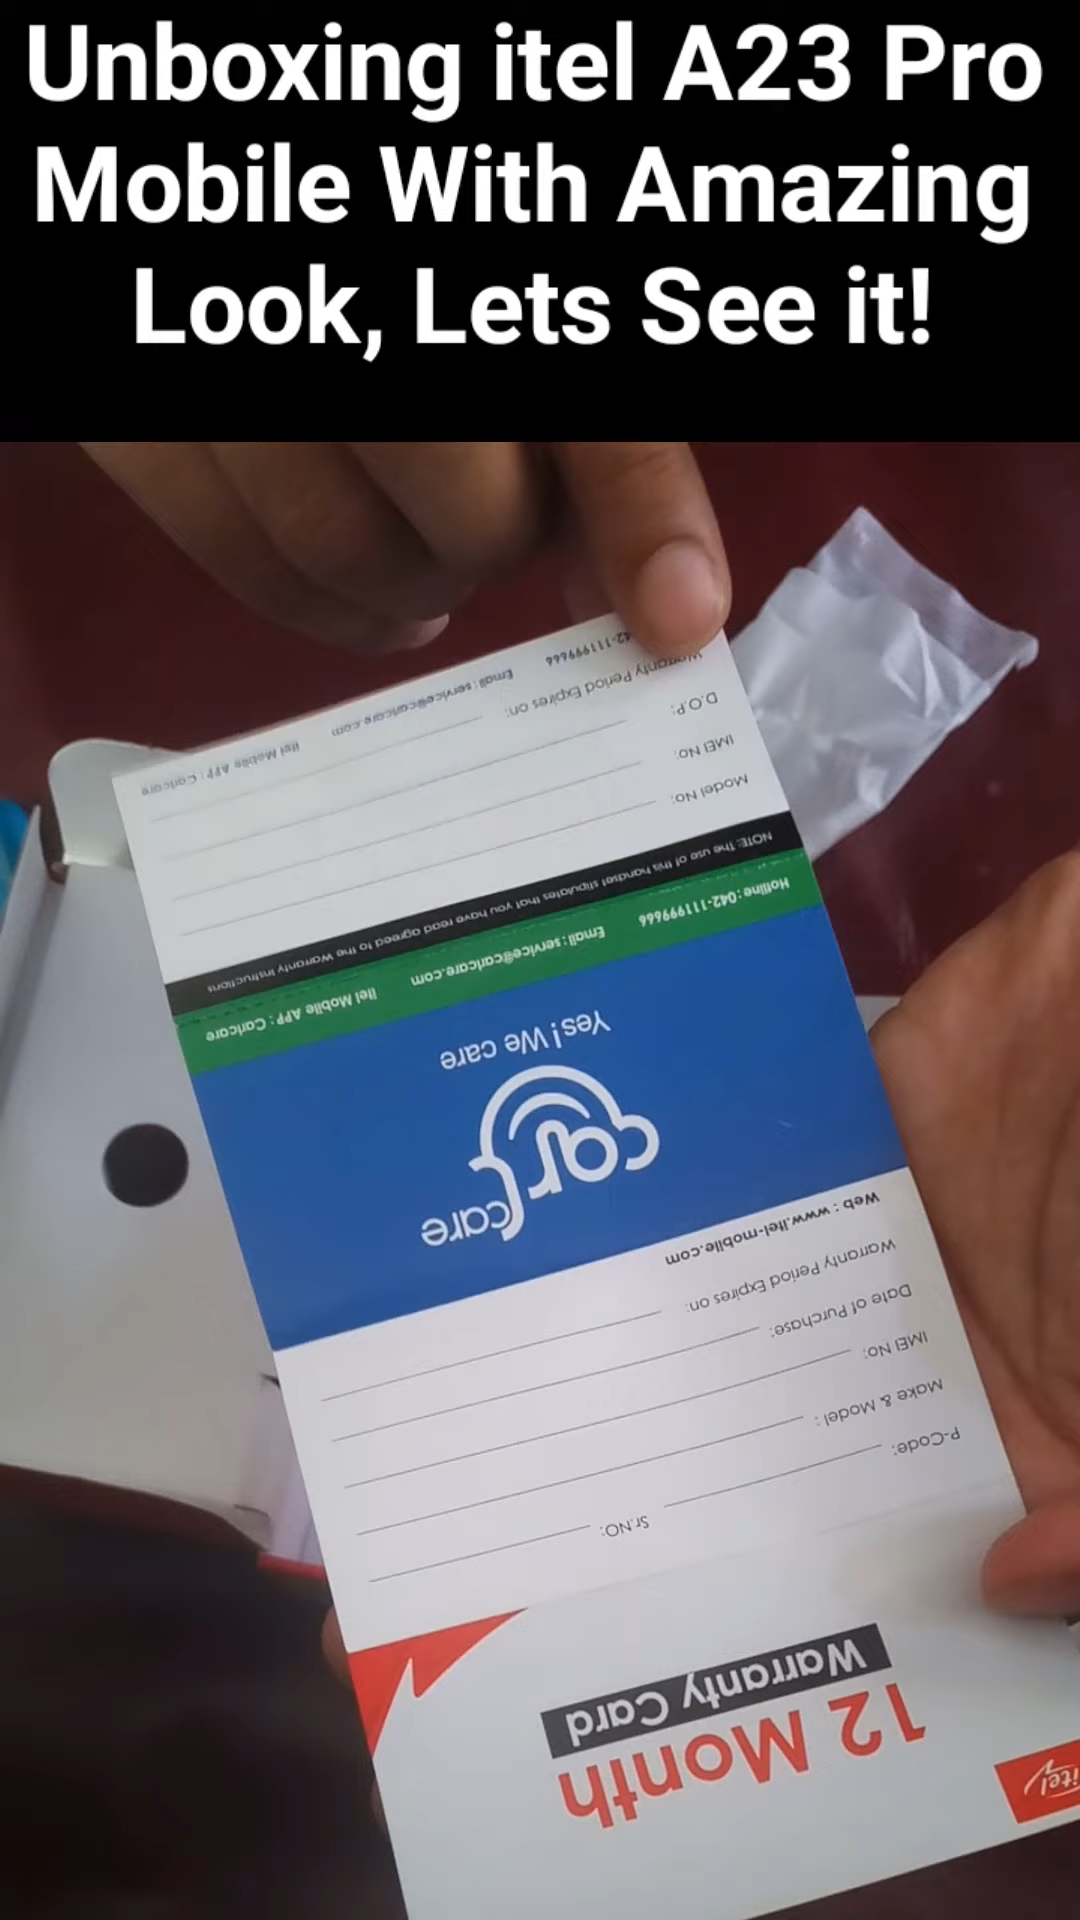 Unboxing itel A23 Pro
Mobile With Amazing
Look, Lets See it!
itel
12 Month
Warranty Card
Sr.NO:
P-Code:
Make & Model :
IMEI No:
Date of Purchase:
Warranty Period Expires on:
Web : www.itel-mobile.com
carlcare
Yes! We care
Hotline : 042-111999666 Email : service@carlcare.com itel Mobile APP : Carlcare
NOTE: The use of this handset stipulates that you have read agreed to the warranty instructions
Model No:
IMEI NO:
D.O.P:
Warranty Period Expires on:
042-111999666 Email : service@carlcare.com itel Mobile APP : Carlcare